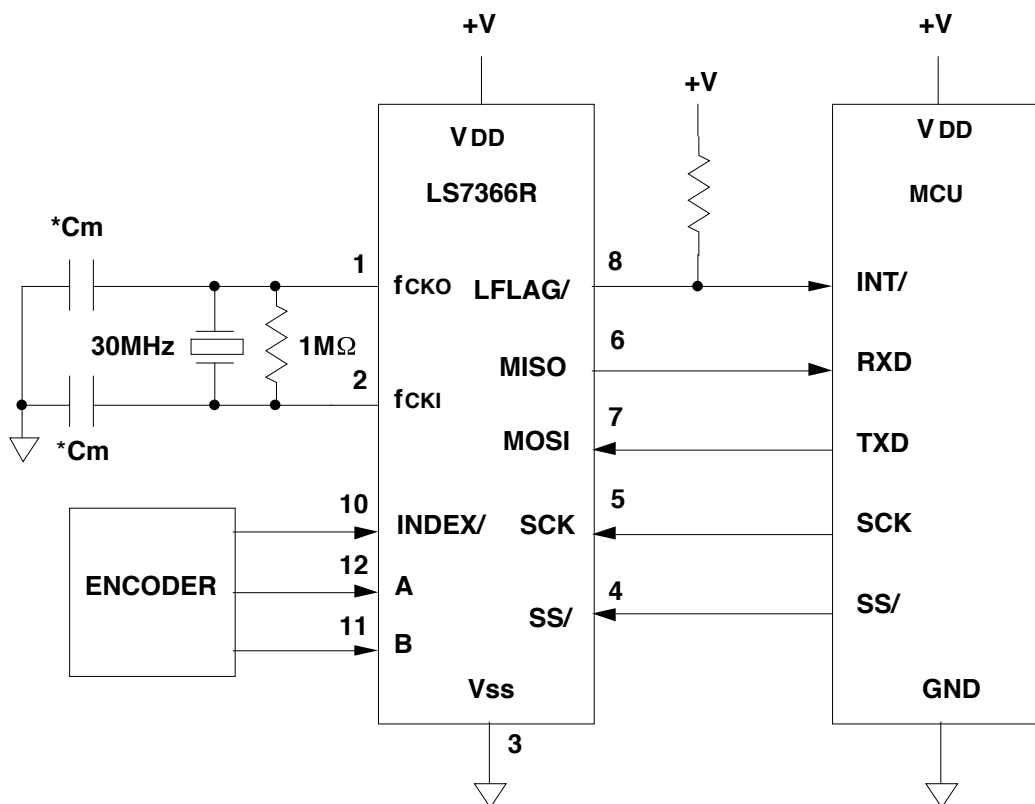 +V
+V
+V
VDD
VDD
LS7366R
MCU
*Cm
1
fCKO
LFLAG/
8
INT/
30MHz
1MΩ
MISO
6
RXD
2
fCKI
*Cm
MOSI
7
TXD
10
INDEX/
SCK
5
SCK
ENCODER
12
A
SS/
4
SS/
11
B
Vss
GND
3